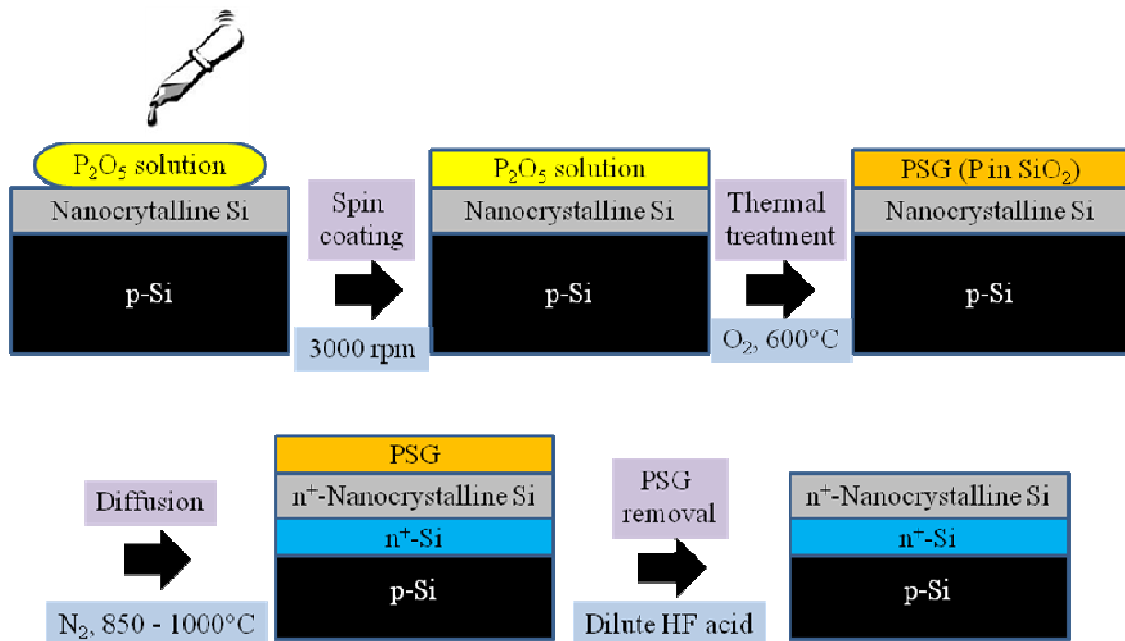 P₂O₅ solution
Nanocrytalline Si
p-Si
Spin
coating
3000 rpm
P₂O₅ solution
Nanocrystalline Si
p-Si
Thermal
treatment
O₂, 600°C
PSG (P in SiO₂)
Nanocrystalline Si
p-Si
Diffusion
N₂, 850 - 1000°C
PSG
n⁺-Nanocrystalline Si
n⁺-Si
p-Si
PSG
removal
Dilute HF acid
n⁺-Nanocrystalline Si
n⁺-Si
p-Si